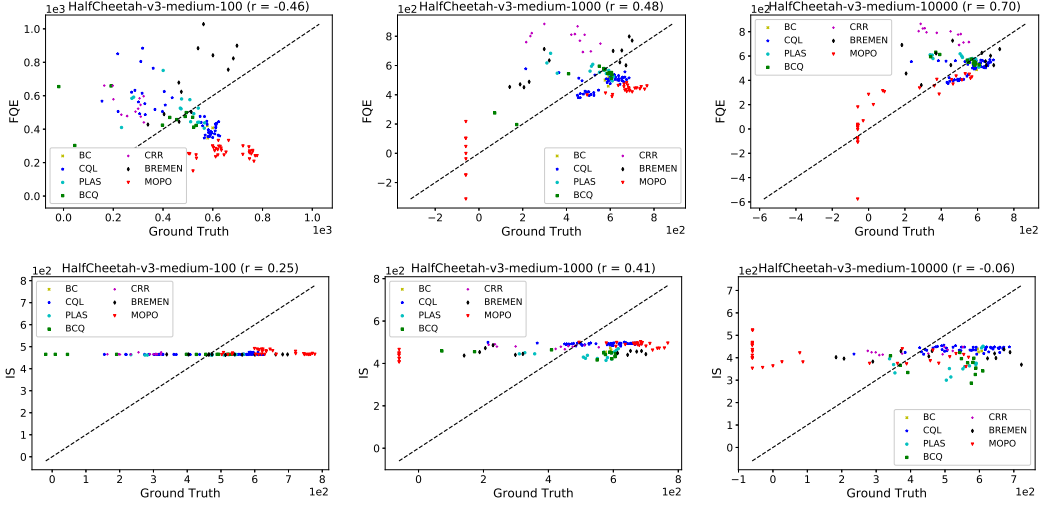 HalfCheetah-v3-medium-100 (r = -0.46)
1e3
FQE
1.0
0.8
0.6
0.4
0.2
0.0
BC
CQL
PLAS
BCQ
CRR
BREMEN
MOPO
0.0 0.2 0.4 0.6 0.8 1.0
Ground Truth
1e3
HalfCheetah-v3-medium-1000 (r = 0.48)
1e2
FQE
8
6
4
2
0
−2
BC
CQL
PLAS
BCQ
CRR
BREMEN
MOPO
−2 0 2 4 6 8
Ground Truth
1e2
HalfCheetah-v3-medium-10000 (r = 0.70)
1e2
FQE
8
6
4
2
0
−2
−4
−6
BC
CQL
PLAS
BCQ
CRR
BREMEN
MOPO
−6 −4 −2 0 2 4 6 8
Ground Truth
1e2
HalfCheetah-v3-medium-100 (r = 0.25)
1e2
IS
8
7
6
5
4
3
2
1
0
BC
CQL
PLAS
BCQ
CRR
BREMEN
MOPO
0 1 2 3 4 5 6 7 8
Ground Truth
1e2
HalfCheetah-v3-medium-1000 (r = 0.41)
1e2
IS
8
6
4
2
0
BC
CQL
PLAS
BCQ
CRR
BREMEN
MOPO
0 2 4 6 8
Ground Truth
1e2
HalfCheetah-v3-medium-10000 (r = -0.06)
1e2
IS
7
6
5
4
3
2
1
0
BC
CQL
PLAS
BCQ
CRR
BREMEN
MOPO
−1 0 1 2 3 4 5 6 7
Ground Truth
1e2